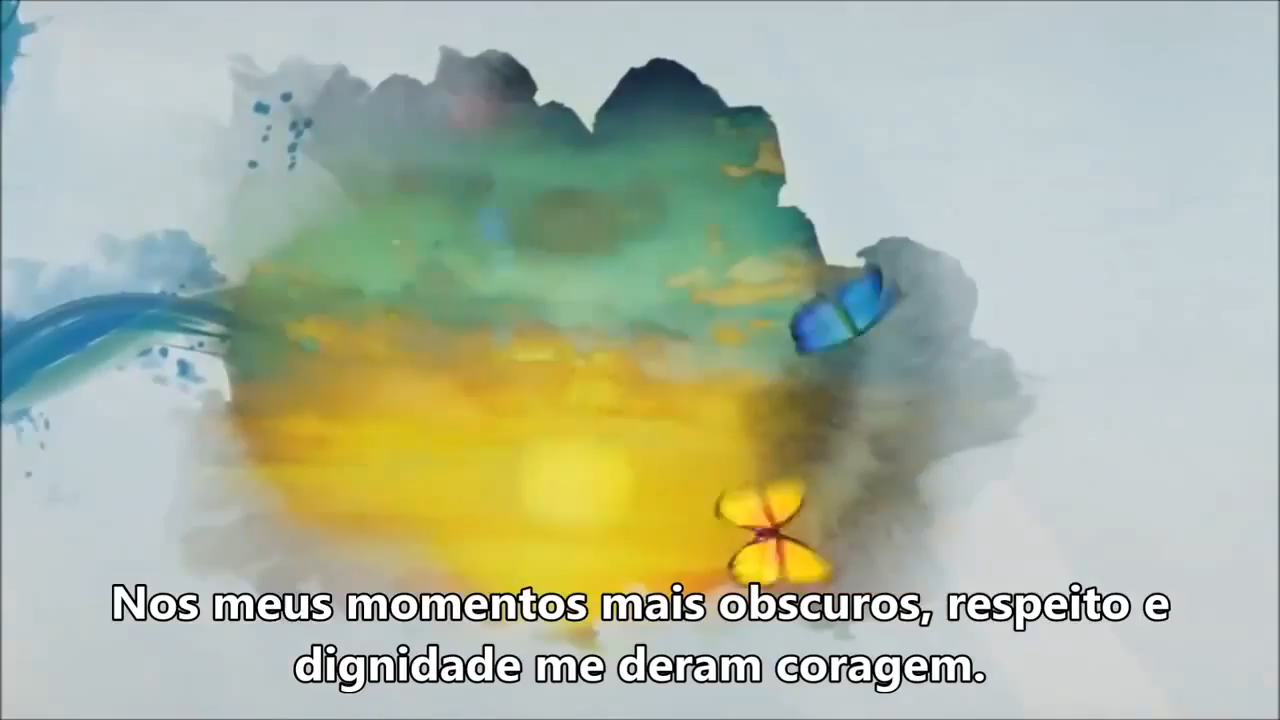 Nos meus momentos mais obscuros, respeito e
dignidade me deram coragem.